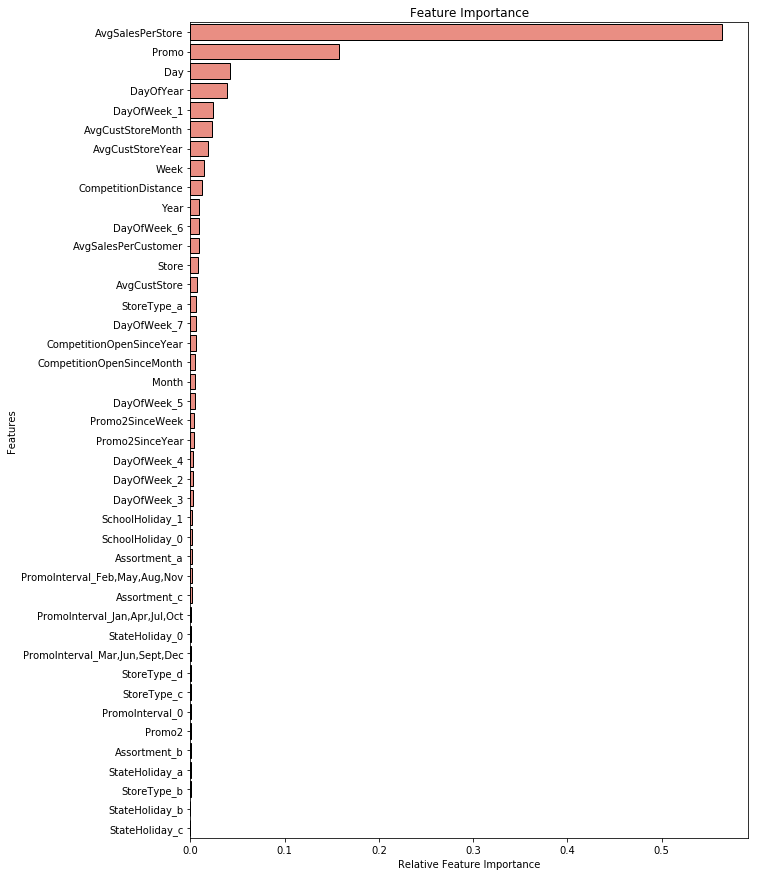 Feature Importance
AvgSalesPerStore
Promo
Day
DayOfYear
DayOfWeek_1
AvgCustStoreMonth
AvgCustStoreYear
Week
CompetitionDistance
Year
DayOfWeek_6
AvgSalesPerCustomer
Store
AvgCustStore
StoreType_a
DayOfWeek_7
CompetitionOpenSinceYear
CompetitionOpenSinceMonth
Month
DayOfWeek_5
Promo2SinceWeek
Promo2SinceYear
DayOfWeek_4
DayOfWeek_2
DayOfWeek_3
SchoolHoliday_1
SchoolHoliday_0
Assortment_a
PromoInterval_Feb,May,Aug,Nov
Assortment_c
PromoInterval_Jan,Apr,Jul,Oct
StateHoliday_0
PromoInterval_Mar,Jun,Sept,Dec
StoreType_d
StoreType_c
PromoInterval_0
Promo2
Assortment_b
StateHoliday_a
StoreType_b
StateHoliday_b
StateHoliday_c
Features
0.0 0.1 0.2 0.3 0.4 0.5
Relative Feature Importance